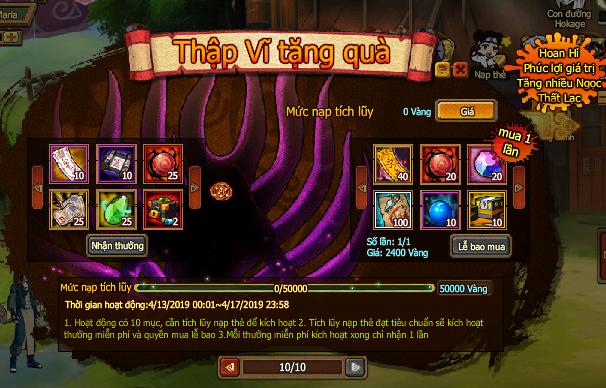 Maria
Con đường
Hokage
Thập Vĩ tặng quà
Nạp thẻ
Hoan Hỉ
Phúc lợi giá trị
Tăng nhiều Ngọc
Thất Lạc
Mức nạp tích lũy
0 Vàng
Giá
mua 1
lần
10
10
25
40
20
20
25
25
2
100
10
10
Nhận thưởng
Số lần: 1/1
Giá: 2400 Vàng
Lễ bao mua
Mức nạp tích lũy
0/50000
50000 Vàng
Thời gian hoạt động:4/13/2019 00:01~4/17/2019 23:58
1. Hoạt động có 10 mục, cần tích lũy nạp thẻ để kích hoạt 2. Tích lũy nạp thẻ đạt tiêu chuẩn sẽ kích hoạt
thưởng miễn phí và quyền mua lễ bao 3.Mỗi thưởng miễn phí kích hoạt xong chỉ nhận 1 lần
10/10